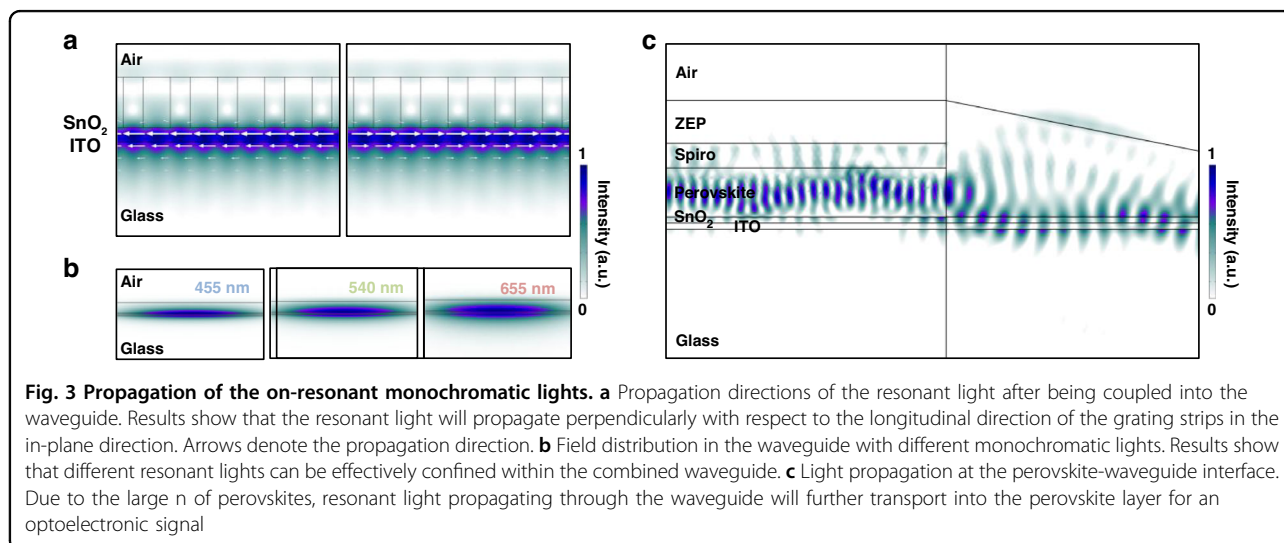 a
Air
SnO₂
ITO
Glass
1
Intensity (a.u.)
0
b
Air
455 nm
540 nm
655 nm
Glass
c
Air
ZEP
Spiro
Perovskite
SnO₂
ITO
Glass
1
Intensity (a.u.)
0
Fig. 3 Propagation of the on-resonant monochromatic lights. a Propagation directions of the resonant light after being coupled into the
waveguide. Results show that the resonant light will propagate perpendicularly with respect to the longitudinal direction of the grating strips in the
in-plane direction. Arrows denote the propagation direction. b Field distribution in the waveguide with different monochromatic lights. Results show
that different resonant lights can be effectively confined within the combined waveguide. c Light propagation at the perovskite-waveguide interface.
Due to the large n of perovskites, resonant light propagating through the waveguide will further transport into the perovskite layer for an
optoelectronic signal